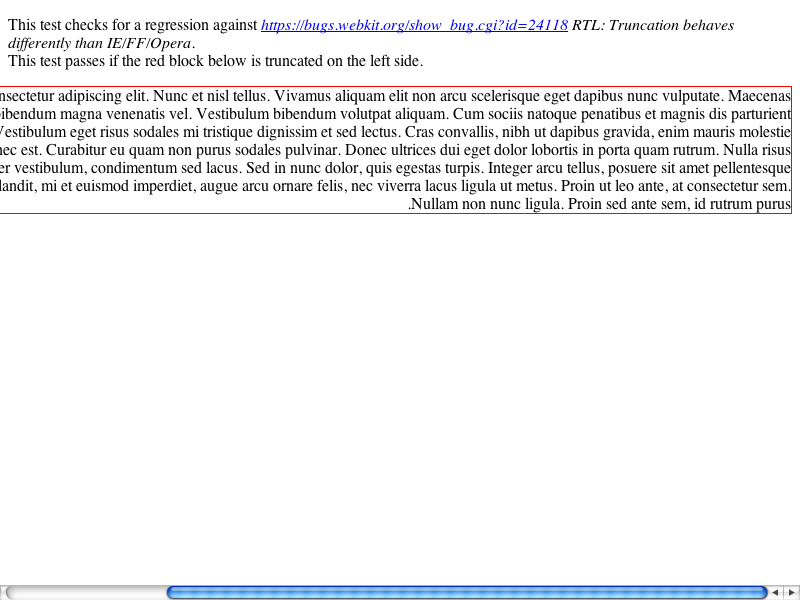 This test checks for a regression against https://bugs.webkit.org/show_bug.cgi?id=24118 RTL: Truncation behaves
differently than IE/FF/Opera.
This test passes if the red block below is truncated on the left side.
adipiscing elit. Nunc et nisl tellus. Vivamus aliquam elit non arcu scelerisque eget dapibus nunc vulputate. Maecenas
bibendum magna venenatis vel. Vestibulum bibendum volutpat aliquam. Cum sociis natoque penatibus et magnis dis parturient
Vestibulum eget risus sodales mi tristique dignissim et sed lectus. Cras convallis, nibh ut dapibus gravida, enim mauris molestie
nec est. Curabitur eu quam non purus sodales pulvinar. Donec ultrices dui eget dolor lobortis in porta quam rutrum. Nulla risus
er vestibulum, condimentum sed lacus. Sed in nunc dolor, quis egestas turpis. Integer arcu tellus, posuere sit amet pellentesque
landit, mi et euismod imperdiet, augue arcu ornare felis, nec viverra lacus ligula ut metus. Proin ut leo ante, at consectetur sem.
.Nullam non nunc ligula. Proin sed ante sem, id rutrum purus